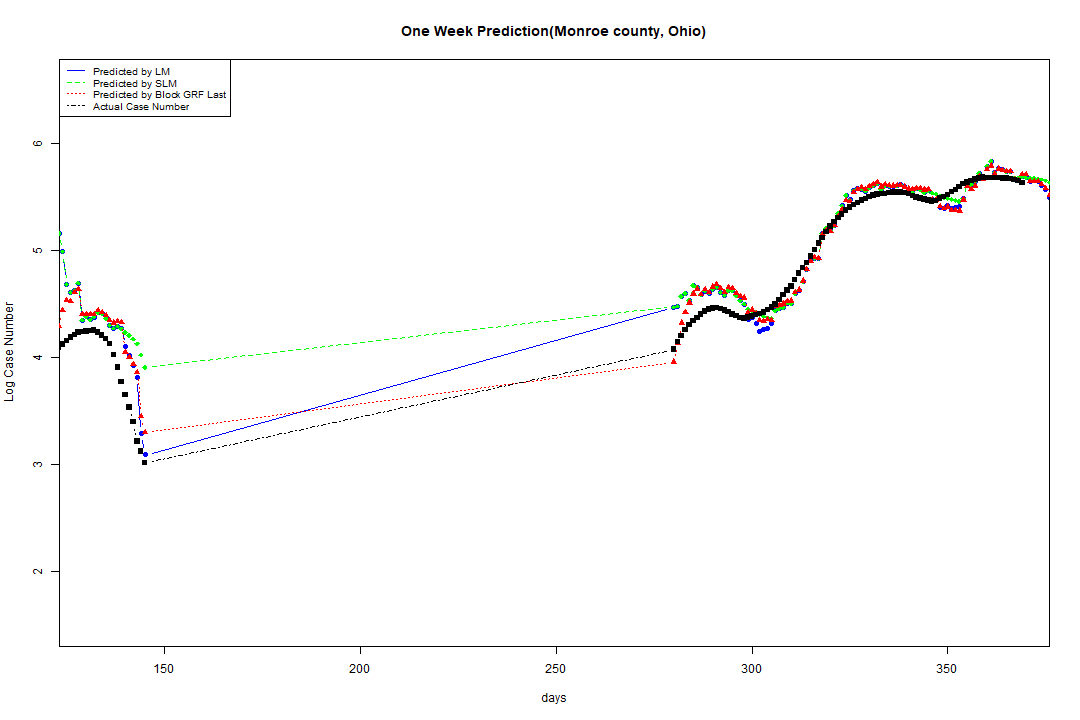 One Week Prediction(Monroe county, Ohio)
Predicted by LM
Predicted by SLM
Predicted by Block GRF Last
Actual Case Number
6
5
4
3
2
Log Case Number
150
200
250
300
350
days